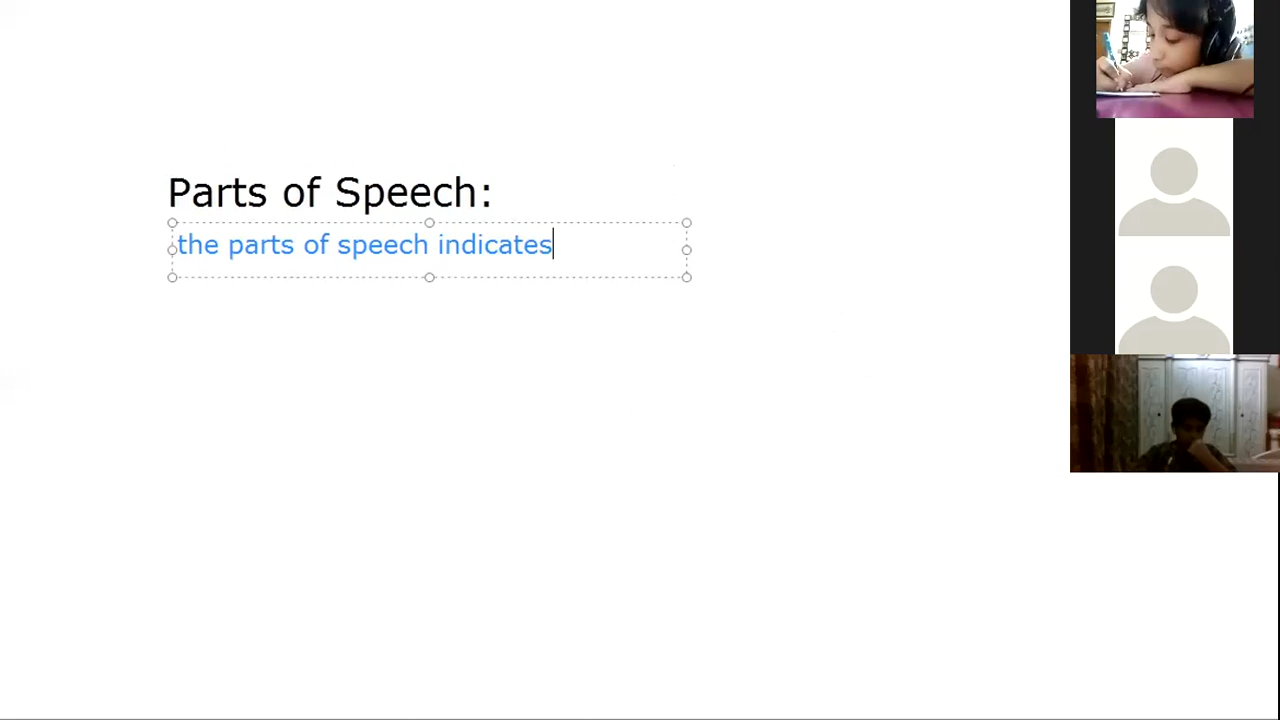 Parts of Speech:
the parts of speech indicates